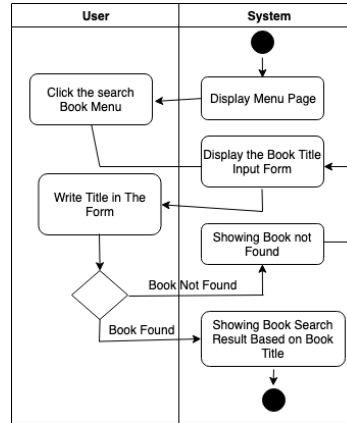 User
System
Display Menu Page
Click the search
Book Menu
Display the Book Title
Input Form
Write Title in The
Form
Showing Book not
Found
Book Not Found
Book Found
Showing Book Search
Result Based on Book
Title